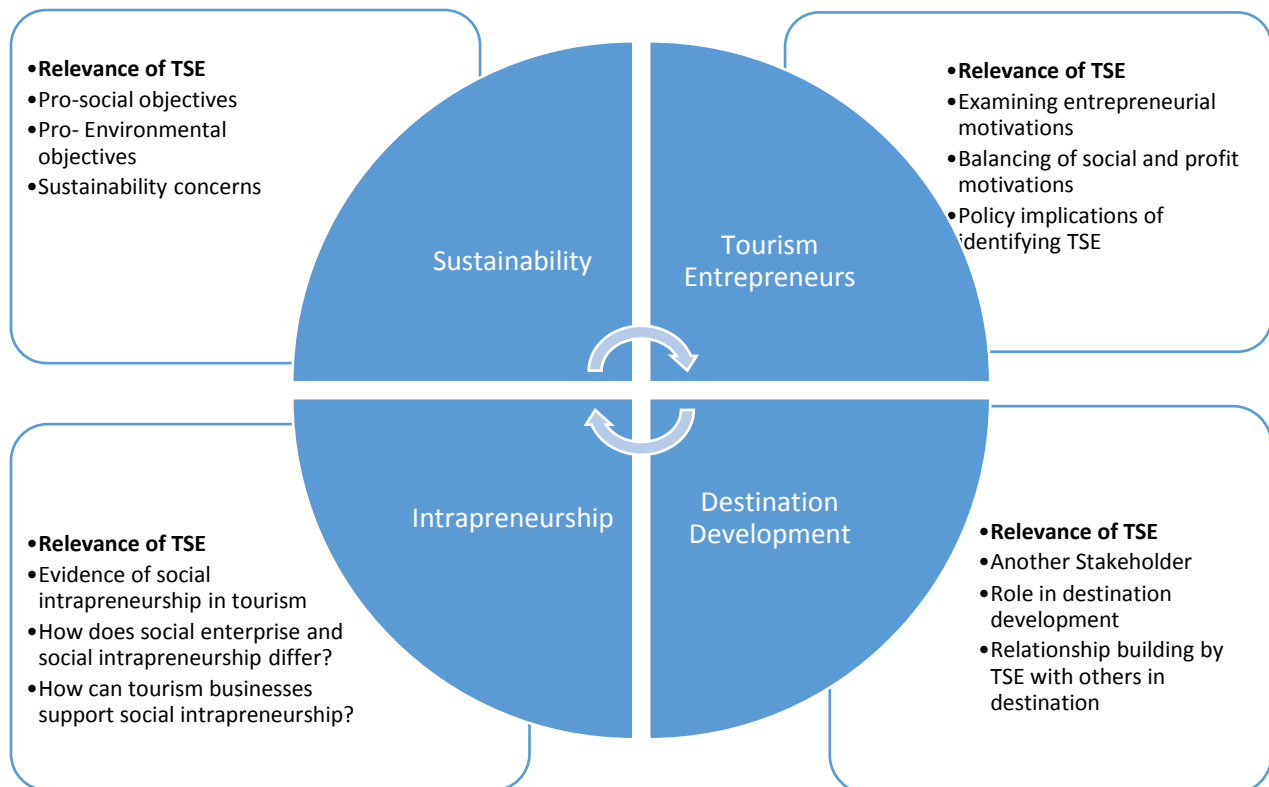 •Relevance of TSE
•Pro-social objectives
•Pro- Environmental
objectives
•Sustainability concerns
•Relevance of TSE
•Examining entrepreneurial
motivations
•Balancing of social and profit
motivations
•Policy implications of
identifying TSE
Sustainability
Tourism
Entrepreneurs
Intrapreneurship
Destination
Development
•Relevance of TSE
•Evidence of social
intrapreneurship in tourism
•How does social enterprise and
social intrapreneurship differ?
•How can tourism businesses
support social intrapreneurship?
•Relevance of TSE
•Another Stakeholder
•Role in destination
development
•Relationship building by
TSE with others in
destination